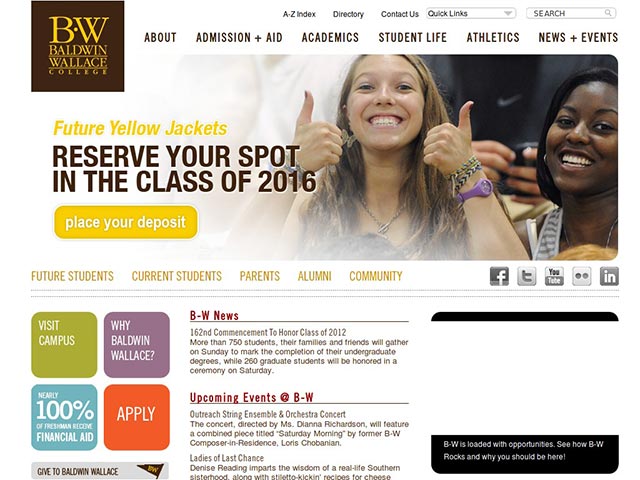 A-Z Index
Directory
Contact Us
Quick Links
SEARCH
B·W
BALDWIN
WALLACE
COLLEGE
ABOUT
ADMISSION + AID
ACADEMICS
STUDENT LIFE
ATHLETICS
NEWS + EVENTS
Future Yellow Jackets
RESERVE YOUR SPOT
IN THE CLASS OF 2016
place your deposit
FUTURE STUDENTS
CURRENT STUDENTS
PARENTS
ALUMNI
COMMUNITY
f
t
You
Tube
in
VISIT
CAMPUS
WHY
BALDWIN
WALLACE?
NEARLY
100%
OF FRESHMAN RECEIVE
FINANCIAL AID
APPLY
GIVE TO BALDWIN WALLACE
BW
B-W News
162nd Commencement To Honor Class of 2012
More than 750 students, their families and friends will gather
on Sunday to mark the completion of their undergraduate
degrees, while 260 graduate students will be honored in a
ceremony on Saturday.
Upcoming Events @ B-W
Outreach String Ensemble & Orchestra Concert
The concert, directed by Ms. Dianna Richardson, will feature
a combined piece titled "Saturday Morning" by former B-W
Composer-in-Residence, Loris Chobanian.
Ladies of Last Chance
Denise Reading imparts the wisdom of a real-life Southern
sisterhood, along with stiletto-kickin' recipes for cheese
B-W is loaded with opportunities. See how B-W
Rocks and why you should be here!